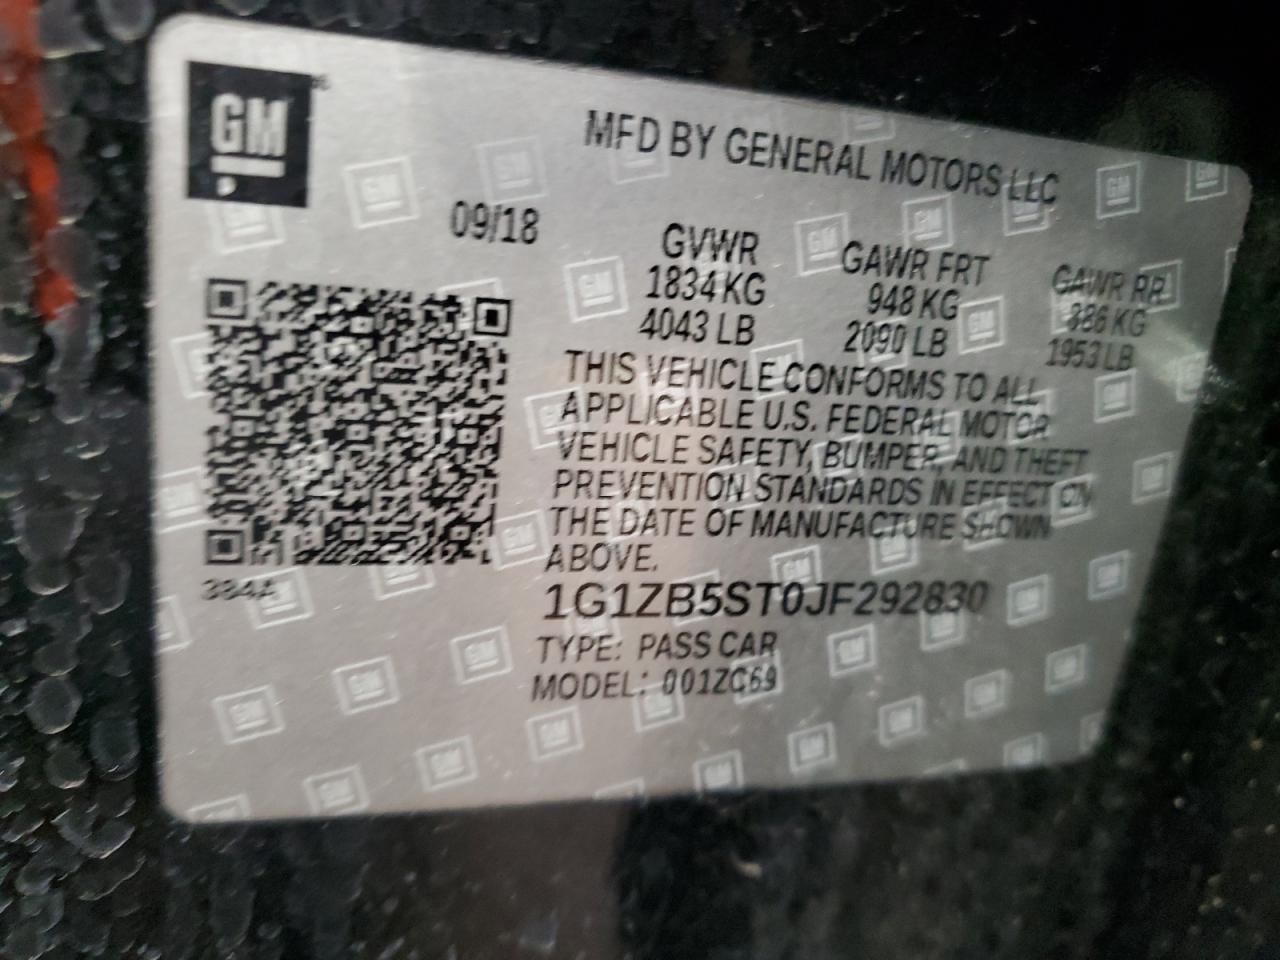 GM
MFD BY GENERAL MOTORS LLC
09/18
GVWR GAWR FRT GAWR RR
1834 KG 948 KG 886 KG
4043 LB 2090 LB 1953 LB
THIS VEHICLE CONFORMS TO ALL
APPLICABLE U.S. FEDERAL MOTOR
VEHICLE SAFETY, BUMPER, AND THEFT
PREVENTION STANDARDS IN EFFECT ON
THE DATE OF MANUFACTURE SHOWN
ABOVE.
384A
1G1ZB5ST0JF292830
TYPE: PASS CAR
MODEL: 001ZC69